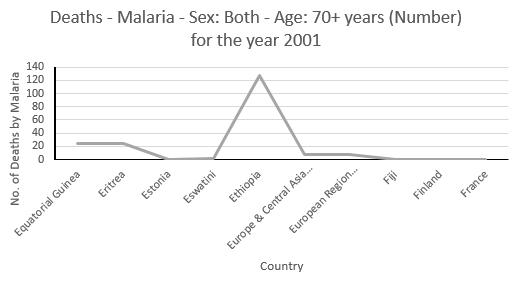 Deaths - Malaria - Sex: Both - Age: 70+ years (Number)
for the year 2001
No. of Deaths by Malaria
140
120
100
80
60
40
20
0
Equatorial Guinea
Eritrea
Estonia
Eswatini
Ethiopia
Europe & Central Asia...
European Region...
Fiji
Finland
France
Country